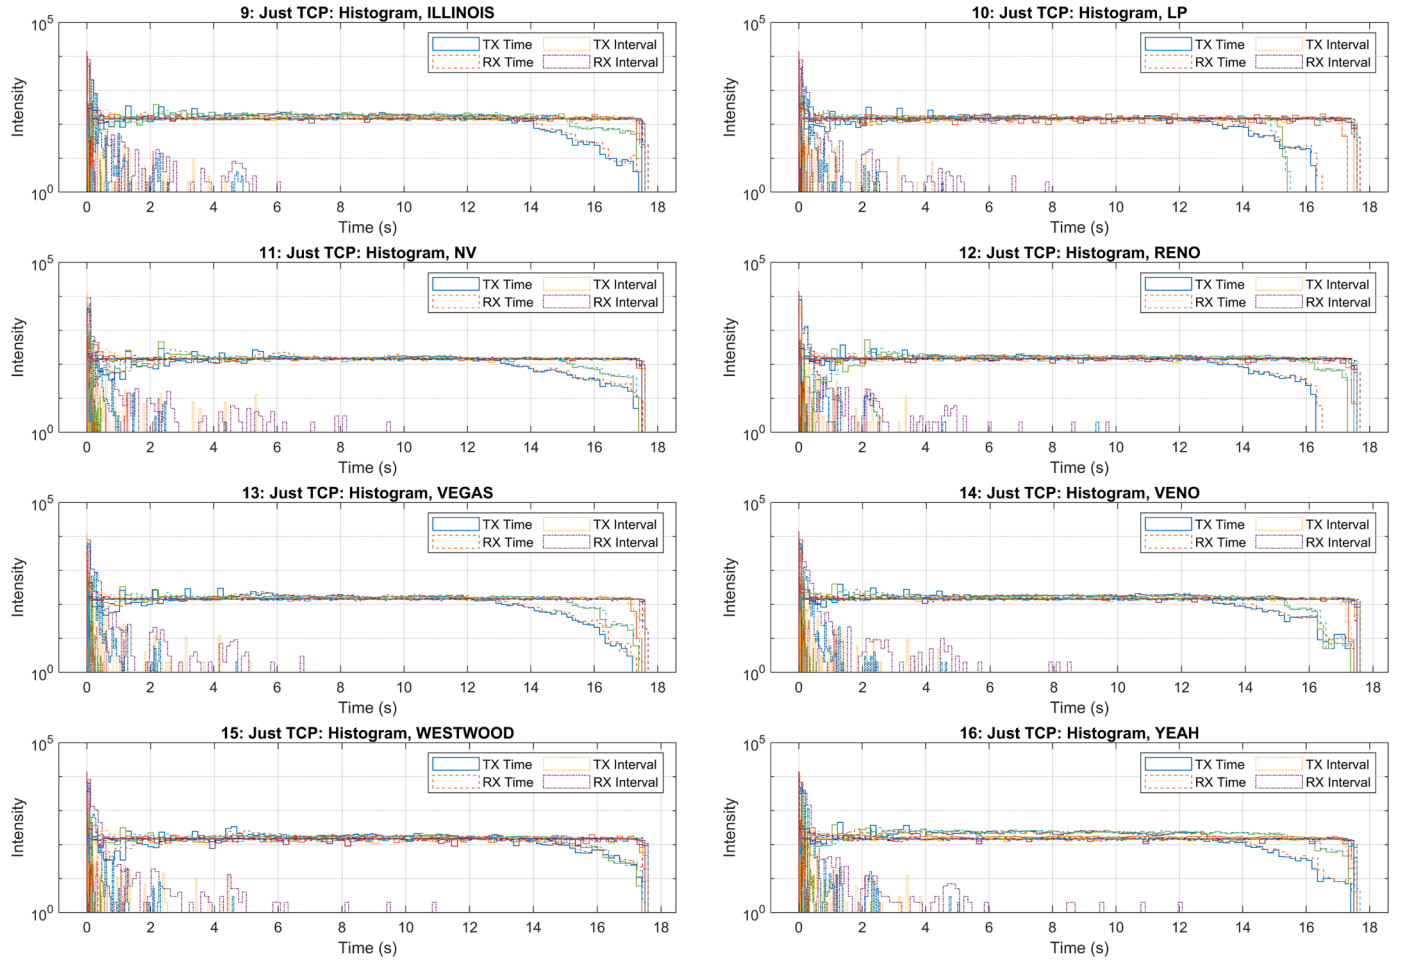 9: Just TCP: Histogram, ILLINOIS
10^5
Intensity
10^0
TX Time TX Interval
RX Time RX Interval
0 2 4 6 8 10 12 14 16 18
Time (s)
10: Just TCP: Histogram, LP
10^5
Intensity
10^0
TX Time TX Interval
RX Time RX Interval
0 2 4 6 8 10 12 14 16 18
Time (s)
11: Just TCP: Histogram, NV
10^5
Intensity
10^0
TX Time TX Interval
RX Time RX Interval
0 2 4 6 8 10 12 14 16 18
Time (s)
12: Just TCP: Histogram, RENO
10^5
Intensity
10^0
TX Time TX Interval
RX Time RX Interval
0 2 4 6 8 10 12 14 16 18
Time (s)
13: Just TCP: Histogram, VEGAS
10^5
Intensity
10^0
TX Time TX Interval
RX Time RX Interval
0 2 4 6 8 10 12 14 16 18
Time (s)
14: Just TCP: Histogram, VENO
10^5
Intensity
10^0
TX Time TX Interval
RX Time RX Interval
0 2 4 6 8 10 12 14 16 18
Time (s)
15: Just TCP: Histogram, WESTWOOD
10^5
Intensity
10^0
TX Time TX Interval
RX Time RX Interval
0 2 4 6 8 10 12 14 16 18
Time (s)
16: Just TCP: Histogram, YEAH
10^5
Intensity
10^0
TX Time TX Interval
RX Time RX Interval
0 2 4 6 8 10 12 14 16 18
Time (s)